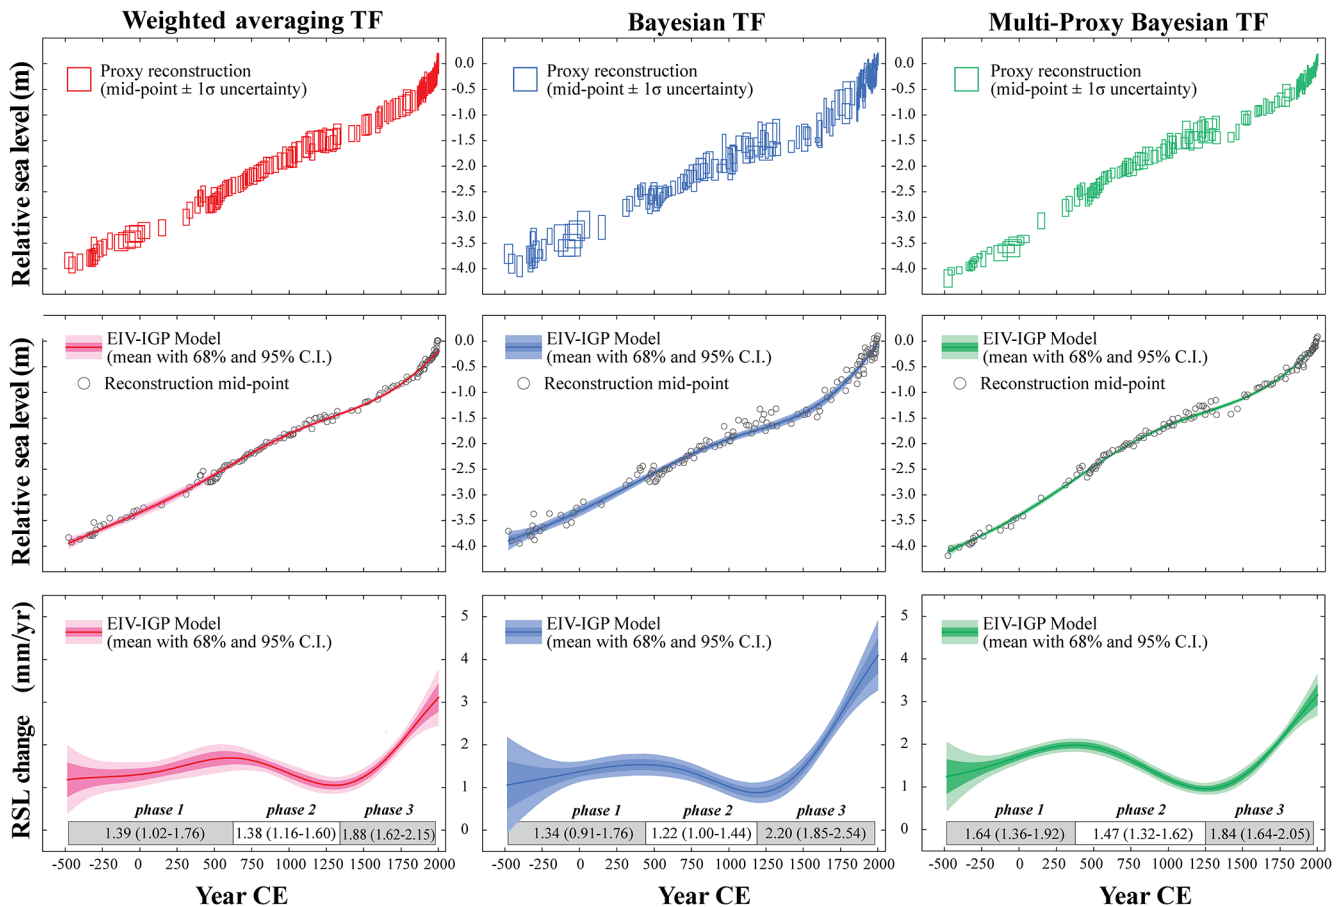 Weighted averaging TF
Bayesian TF
Multi-Proxy Bayesian TF
Relative sea level (m)
Proxy reconstruction
(mid-point ± 1σ uncertainty)
0.0
-0.5
-1.0
-1.5
-2.0
-2.5
-3.0
-3.5
-4.0
Proxy reconstruction
(mid-point ± 1σ uncertainty)
0.0
-0.5
-1.0
-1.5
-2.0
-2.5
-3.0
-3.5
-4.0
Proxy reconstruction
(mid-point ± 1σ uncertainty)
Relative sea level (m)
EIV-IGP Model
(mean with 68% and 95% C.I.)
Reconstruction mid-point
0.0
-0.5
-1.0
-1.5
-2.0
-2.5
-3.0
-3.5
-4.0
EIV-IGP Model
(mean with 68% and 95% C.I.)
Reconstruction mid-point
0.0
-0.5
-1.0
-1.5
-2.0
-2.5
-3.0
-3.5
-4.0
EIV-IGP Model
(mean with 68% and 95% C.I.)
Reconstruction mid-point
RSL change (mm/yr)
EIV-IGP Model
(mean with 68% and 95% C.I.)
phase 1 phase 2 phase 3
1.39 (1.02-1.76) 1.38 (1.16-1.60) 1.88 (1.62-2.15)
5
4
3
2
1
0
EIV-IGP Model
(mean with 68% and 95% C.I.)
phase 1 phase 2 phase 3
1.34 (0.91-1.76) 1.22 (1.00-1.44) 2.20 (1.85-2.54)
5
4
3
2
1
0
EIV-IGP Model
(mean with 68% and 95% C.I.)
phase 1 phase 2 phase 3
1.64 (1.36-1.92) 1.47 (1.32-1.62) 1.84 (1.64-2.05)
-500 -250 0 250 500 750 1000 1250 1500 1750 2000
-500 -250 0 250 500 750 1000 1250 1500 1750 2000
-500 -250 0 250 500 750 1000 1250 1500 1750 2000
Year CE
Year CE
Year CE